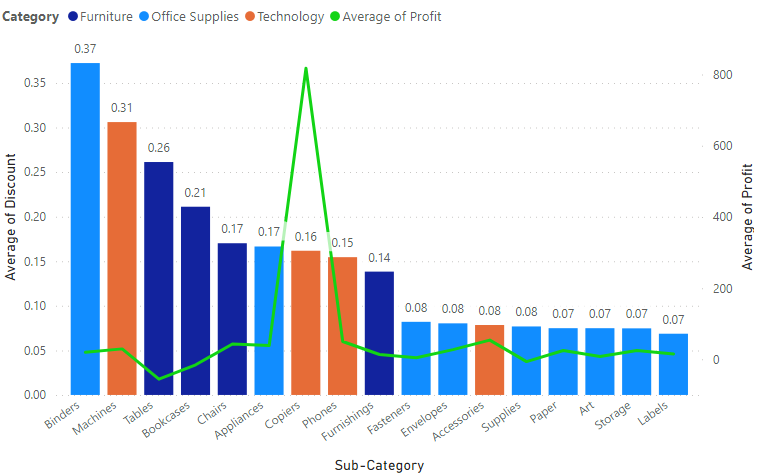 Category Furniture Office Supplies Technology Average of Profit
0.37
0.31
0.26
0.21
0.17
0.17
0.16
0.15
0.14
0.08
0.08
0.08
0.08
0.07
0.07
0.07
0.07
Average of Discount
0.35
0.30
0.25
0.20
0.15
0.10
0.05
0.00
800
600
400
200
0
Average of Profit
Binders
Machines
Tables
Bookcases
Chairs
Appliances
Copiers
Phones
Furnishings
Fasteners
Envelopes
Accessories
Supplies
Paper
Art
Storage
Labels
Sub-Category